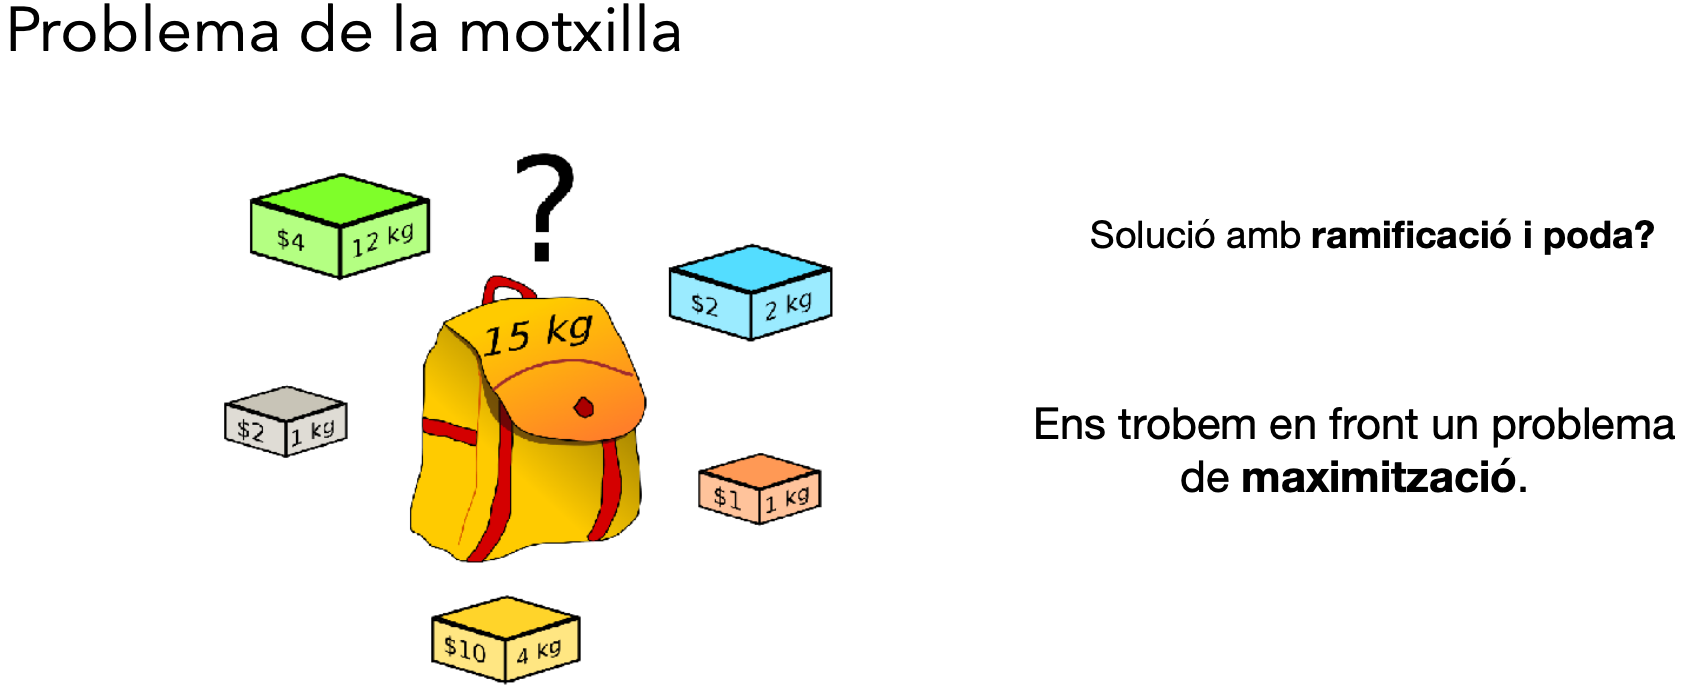 Problema de la motxilla
?
$4 12 kg
Solució amb ramificació i poda?
$2 2 kg
15 kg
$2 1 kg
Ens trobem en front un problema
de maximització.
$1 1 kg
$10 4 kg